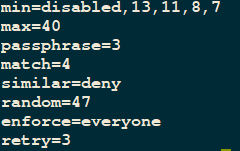 min=disabled,13,11,8,7
max=40
passphrase=3
match=4
similar=deny
random=47
enforce=everyone
retry=3